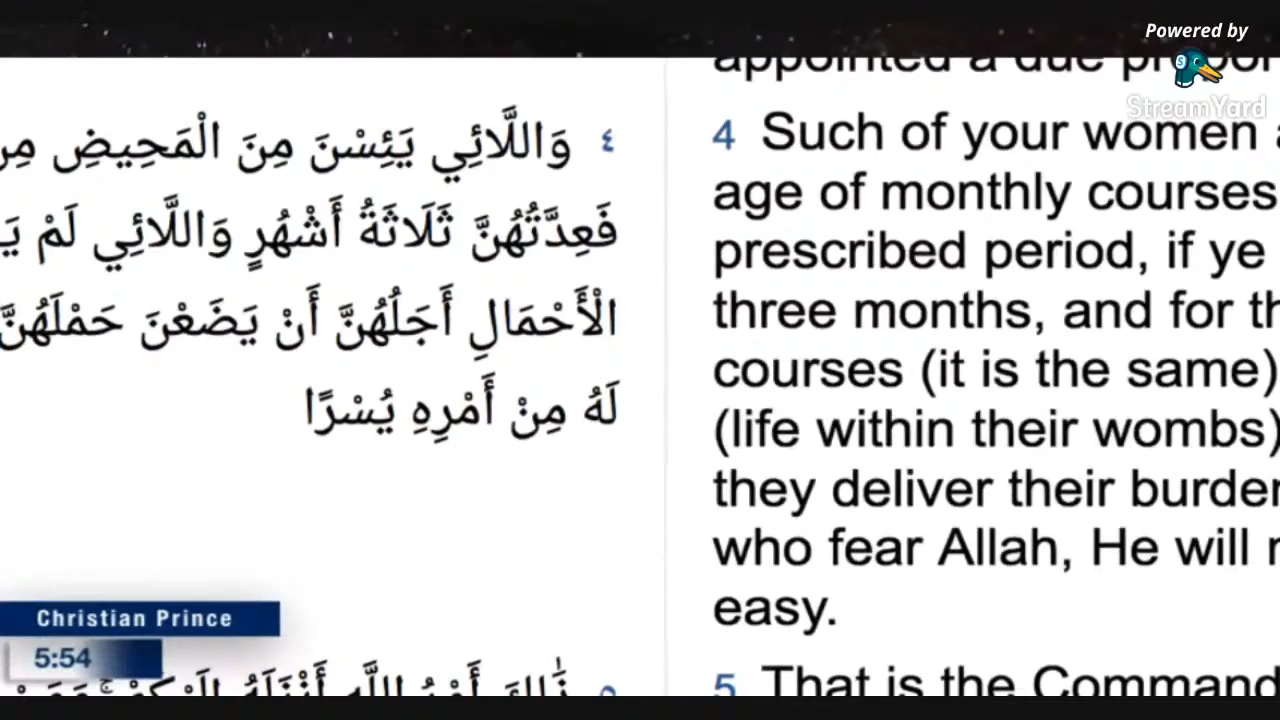 Powered by
StreamYard
٤ وَاللَّائِي يَئِسْنَ مِنَ الْمَحِيضِ
فَعِدَّتُهُنَّ ثَلَاثَةُ أَشْهُرٍ وَاللَّائِي لَمْ
الْأَحْمَالِ أَجَلُهُنَّ أَنْ يَضَعْنَ حَمْلَهُنَّ
لَهُ مِنْ أَمْرِهِ يُسْرًا
appointed a due
4 Such of your women
age of monthly courses
prescribed period, if ye
three months, and for
courses (it is the same)
(life within their wombs)
they deliver their
who fear Allah, He will
easy.
5 That is the Command
Christian Prince
5:54